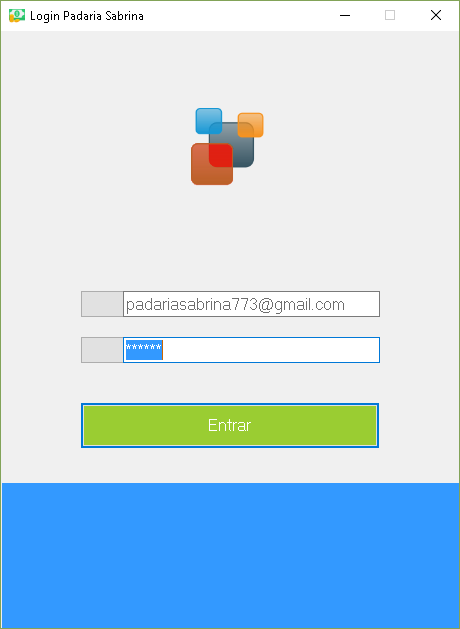 Login Padaria Sabrina
padariasabrina773@gmail.com
******
Entrar